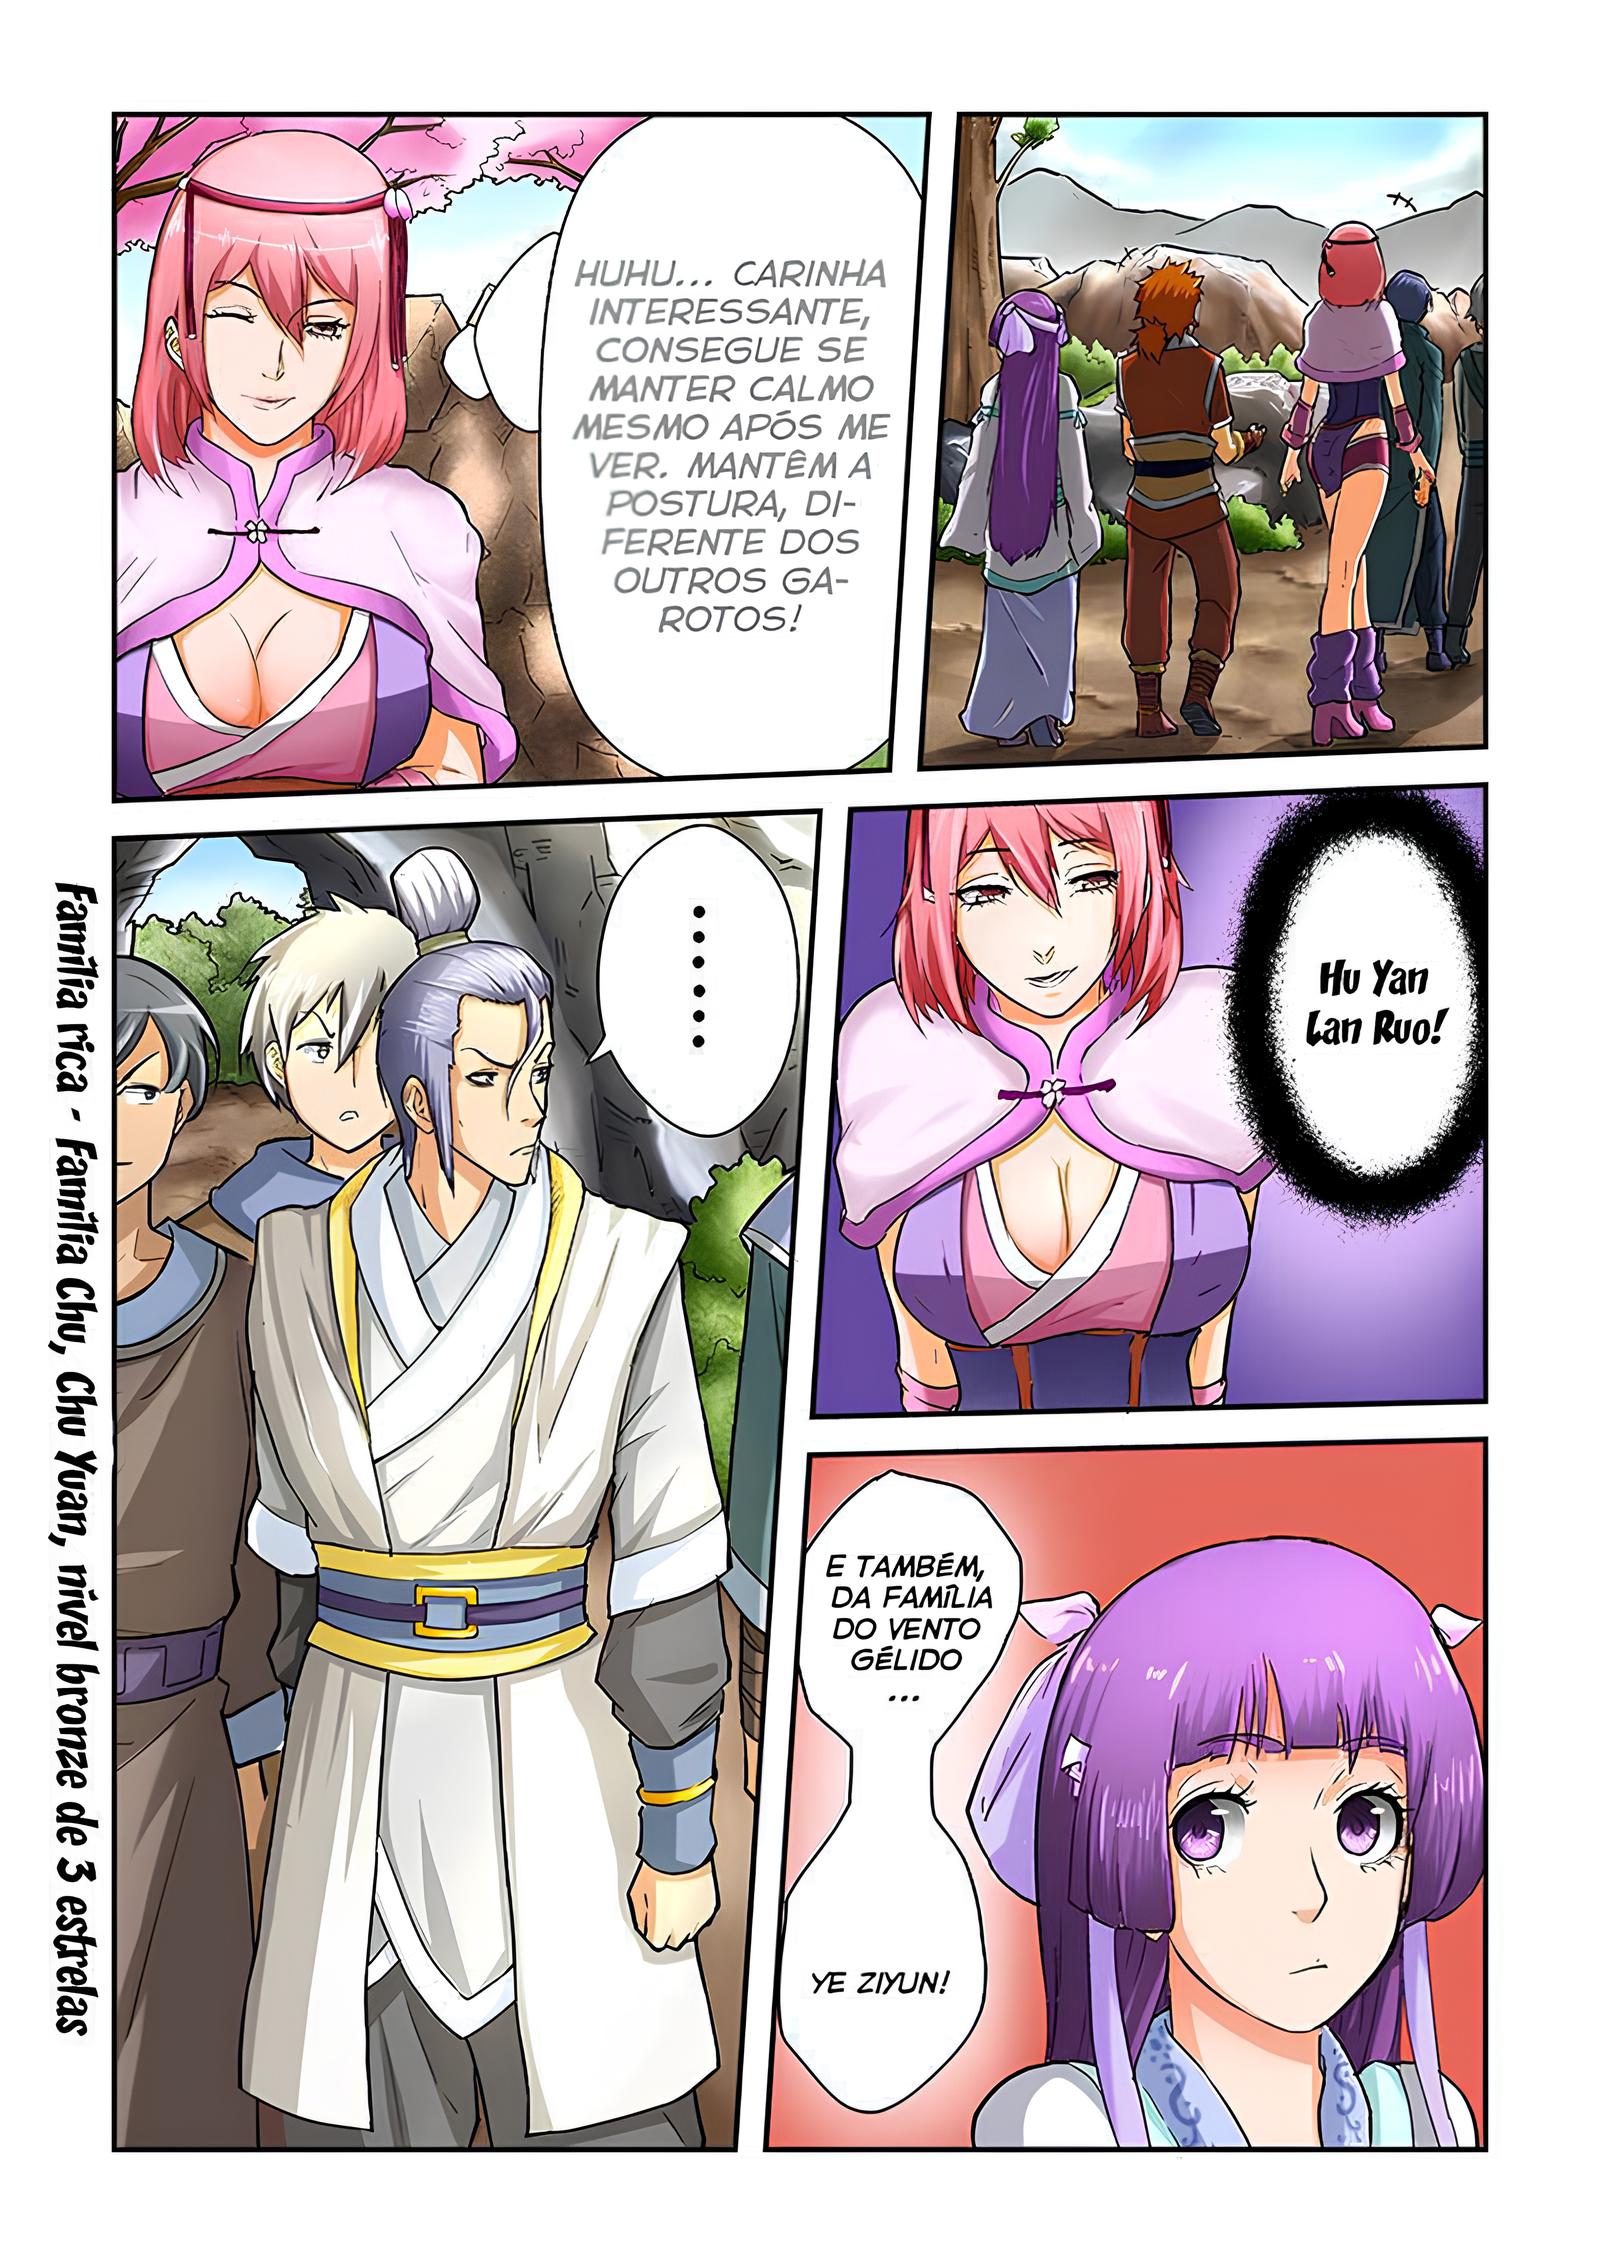 HUHU... CARINHA
INTERESSANTE,
CONSEGUE SE
MANTER CALMO
MESMO APÓS ME
VER. MANTÊM A
POSTURA, DI-
FERENTE DOS
OUTROS GA-
ROTOS!
......
Hu Yan
Lan Ruo!
Família rica - Família Chu, Chu Yuan, nivel bronze de 3 estrelas
E TAMBÉM,
DA FAMÍLIA
DO VENTO
GÉLIDO
...
YE ZIYUN!